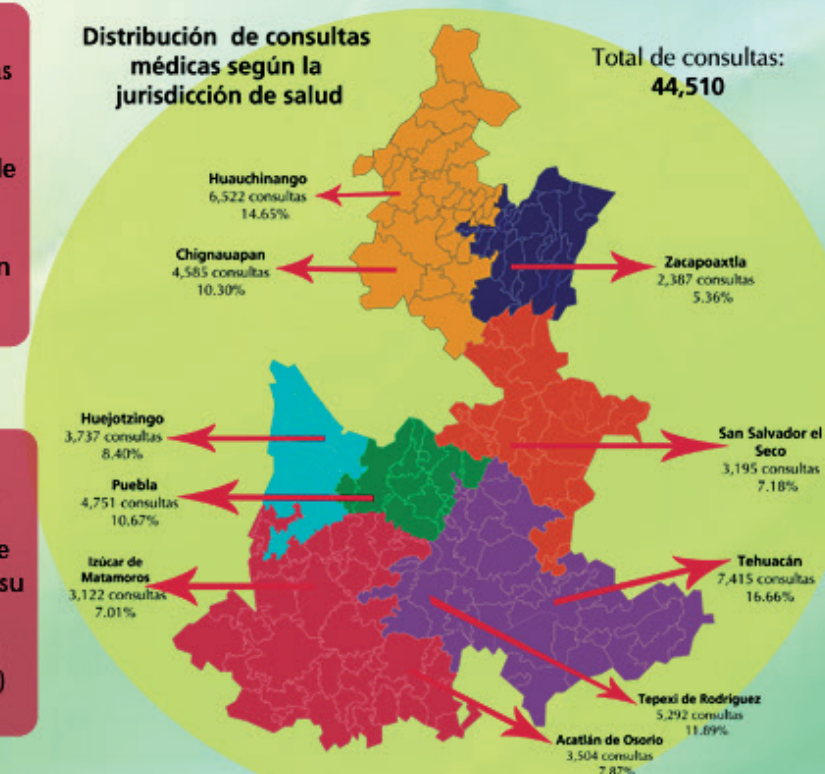 as
de
n
e
su
)
Distribución de consultas
médicas según la
jurisdicción de salud
Total de consultas:
44,510
Huauchinango
6,522 consultas
14.65%
Chignauapan
4,585 consultas
10.30%
Zacapoaxtla
2,387 consultas
5.36%
Huejotzingo
3,737 consultas
8.40%
Puebla
4,751 consultas
10.67%
San Salvador el
Seco
3,195 consultas
7.18%
Izúcar de
Matamoros
3,122 consultas
7.01%
Tehuacán
7,415 consultas
16.66%
Tepexi de Rodríguez
5,292 consultas
11.89%
Acatlán de Osorio
3,504 consultas
7.87%